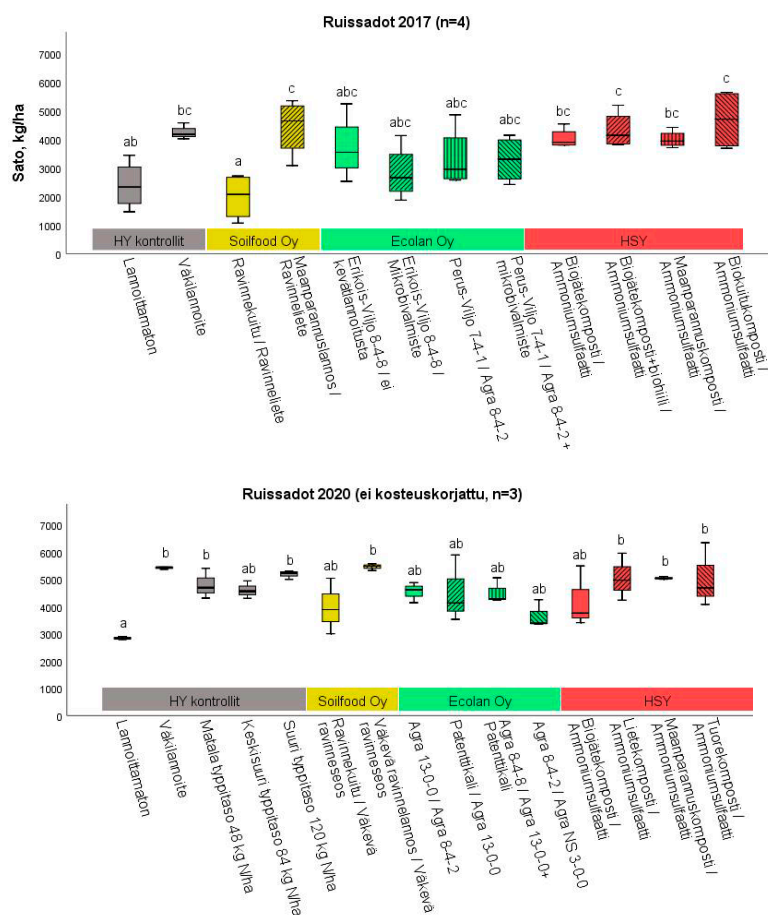 Ruissadot 2017 (n=4)
Sato, kg/ha
7000
6000
5000
4000
3000
2000
1000
0
ab
bc
a
c
abc
abc
abc
abc
bc
c
bc
c
HY kontrollit
Soilfood Oy
Ecolan Oy
HSY
Lannoittamaton
Väkilannoite
Ravinnekuitu / Ravinneliete
Maanparannuslannos /
Ravinneliete
Erikois-Viljo 8-4-8 / ei
kevätlannoitusta
Erikois-Viljo 8-4-8 /
Mikrobivalmiste
Perus-Viljo 7-4-1 / Agra 8-4-2
Perus-Viljo 7-4-1 / Agra 8-4-2 +
mikrobivalmiste
Biojätekomposti /
Ammoniumsulfaatti
Biojätekomposti+biohiili /
Ammoniumsulfaatti
Maanparannuskomposti /
Ammoniumsulfaatti
Biokuitukomposti /
Ammoniumsulfaatti
Ruissadot 2020 (ei kosteuskorjattu, n=3)
7000
6000
5000
4000
3000
2000
1000
0
a
b
b
ab
b
ab
b
ab
ab
ab
ab
ab
b
ab
b
HY kontrollit
Soilfood Oy
Ecolan Oy
HSY
Lannoittamaton
Väkilannoite
Matala typpitaso 48 kg N/ha
Keskisuuri typpitaso 84 kg N/ha
Suuri typpitaso 120 kg N/ha
Ravinnekuitu / Väkevä
ravinneseos
Väkevä ravinnelannos / Väkevä
ravinneseos
Agra 13-0-0 / Agra 8-4-2
Patenttikali / Agra 13-0-0
Agra 8-4-8 / Agra 13-0-0+
Patenttikali
Agra 8-4-2 / Agra NS 3-0-0
Biojätekomposti /
Ammoniumsulfaatti
Lietekomposti /
Ammoniumsulfaatti
Maanparannuskomposti /
Ammoniumsulfaatti
Tuorekomposti /
Ammoniumsulfaatti